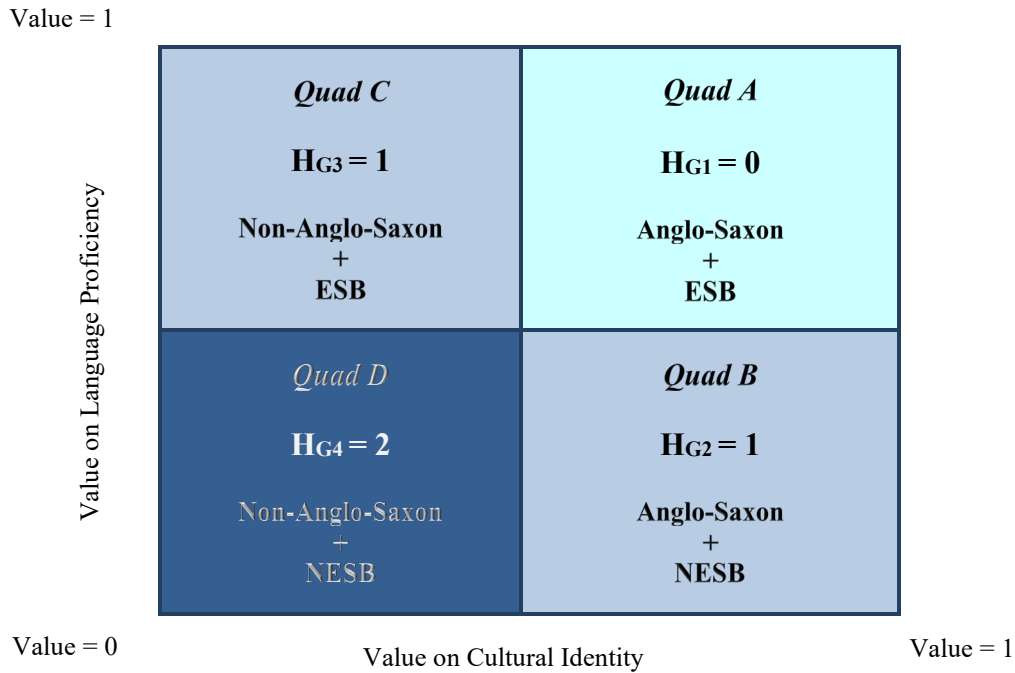 Value = 1
Quad C
HG3 = 1
Non-Anglo-Saxon
+
ESB
Quad A
HG1 = 0
Anglo-Saxon
+
ESB
Value on Language Proficiency
Quad D
HG4 = 2
Non-Anglo-Saxon
+
NESB
Quad B
HG2 = 1
Anglo-Saxon
+
NESB
Value = 0
Value on Cultural Identity
Value = 1